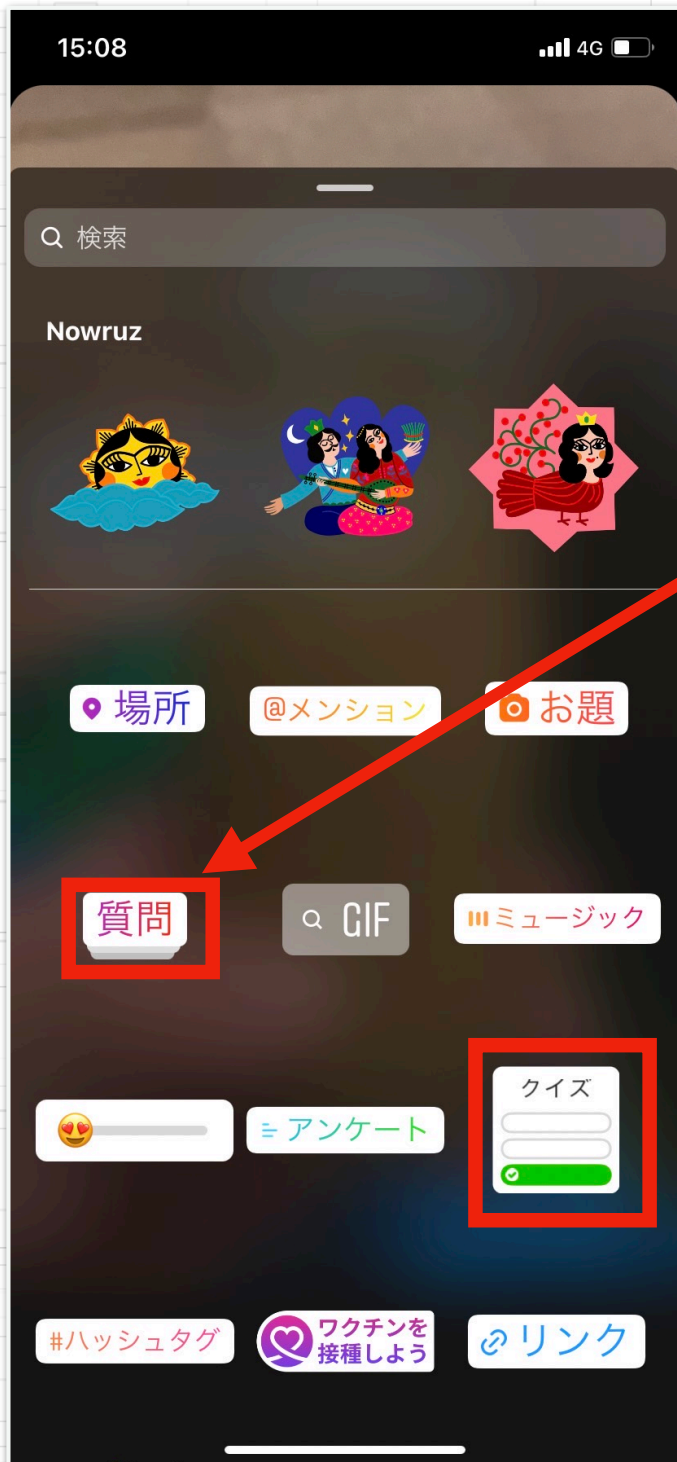 15:08 4G
検索
Nowruz
場所 @メンション お題
質問 GIF ミュージック
クイズ
アンケート
#ハッシュタグ ワクチンを接種しよう リンク